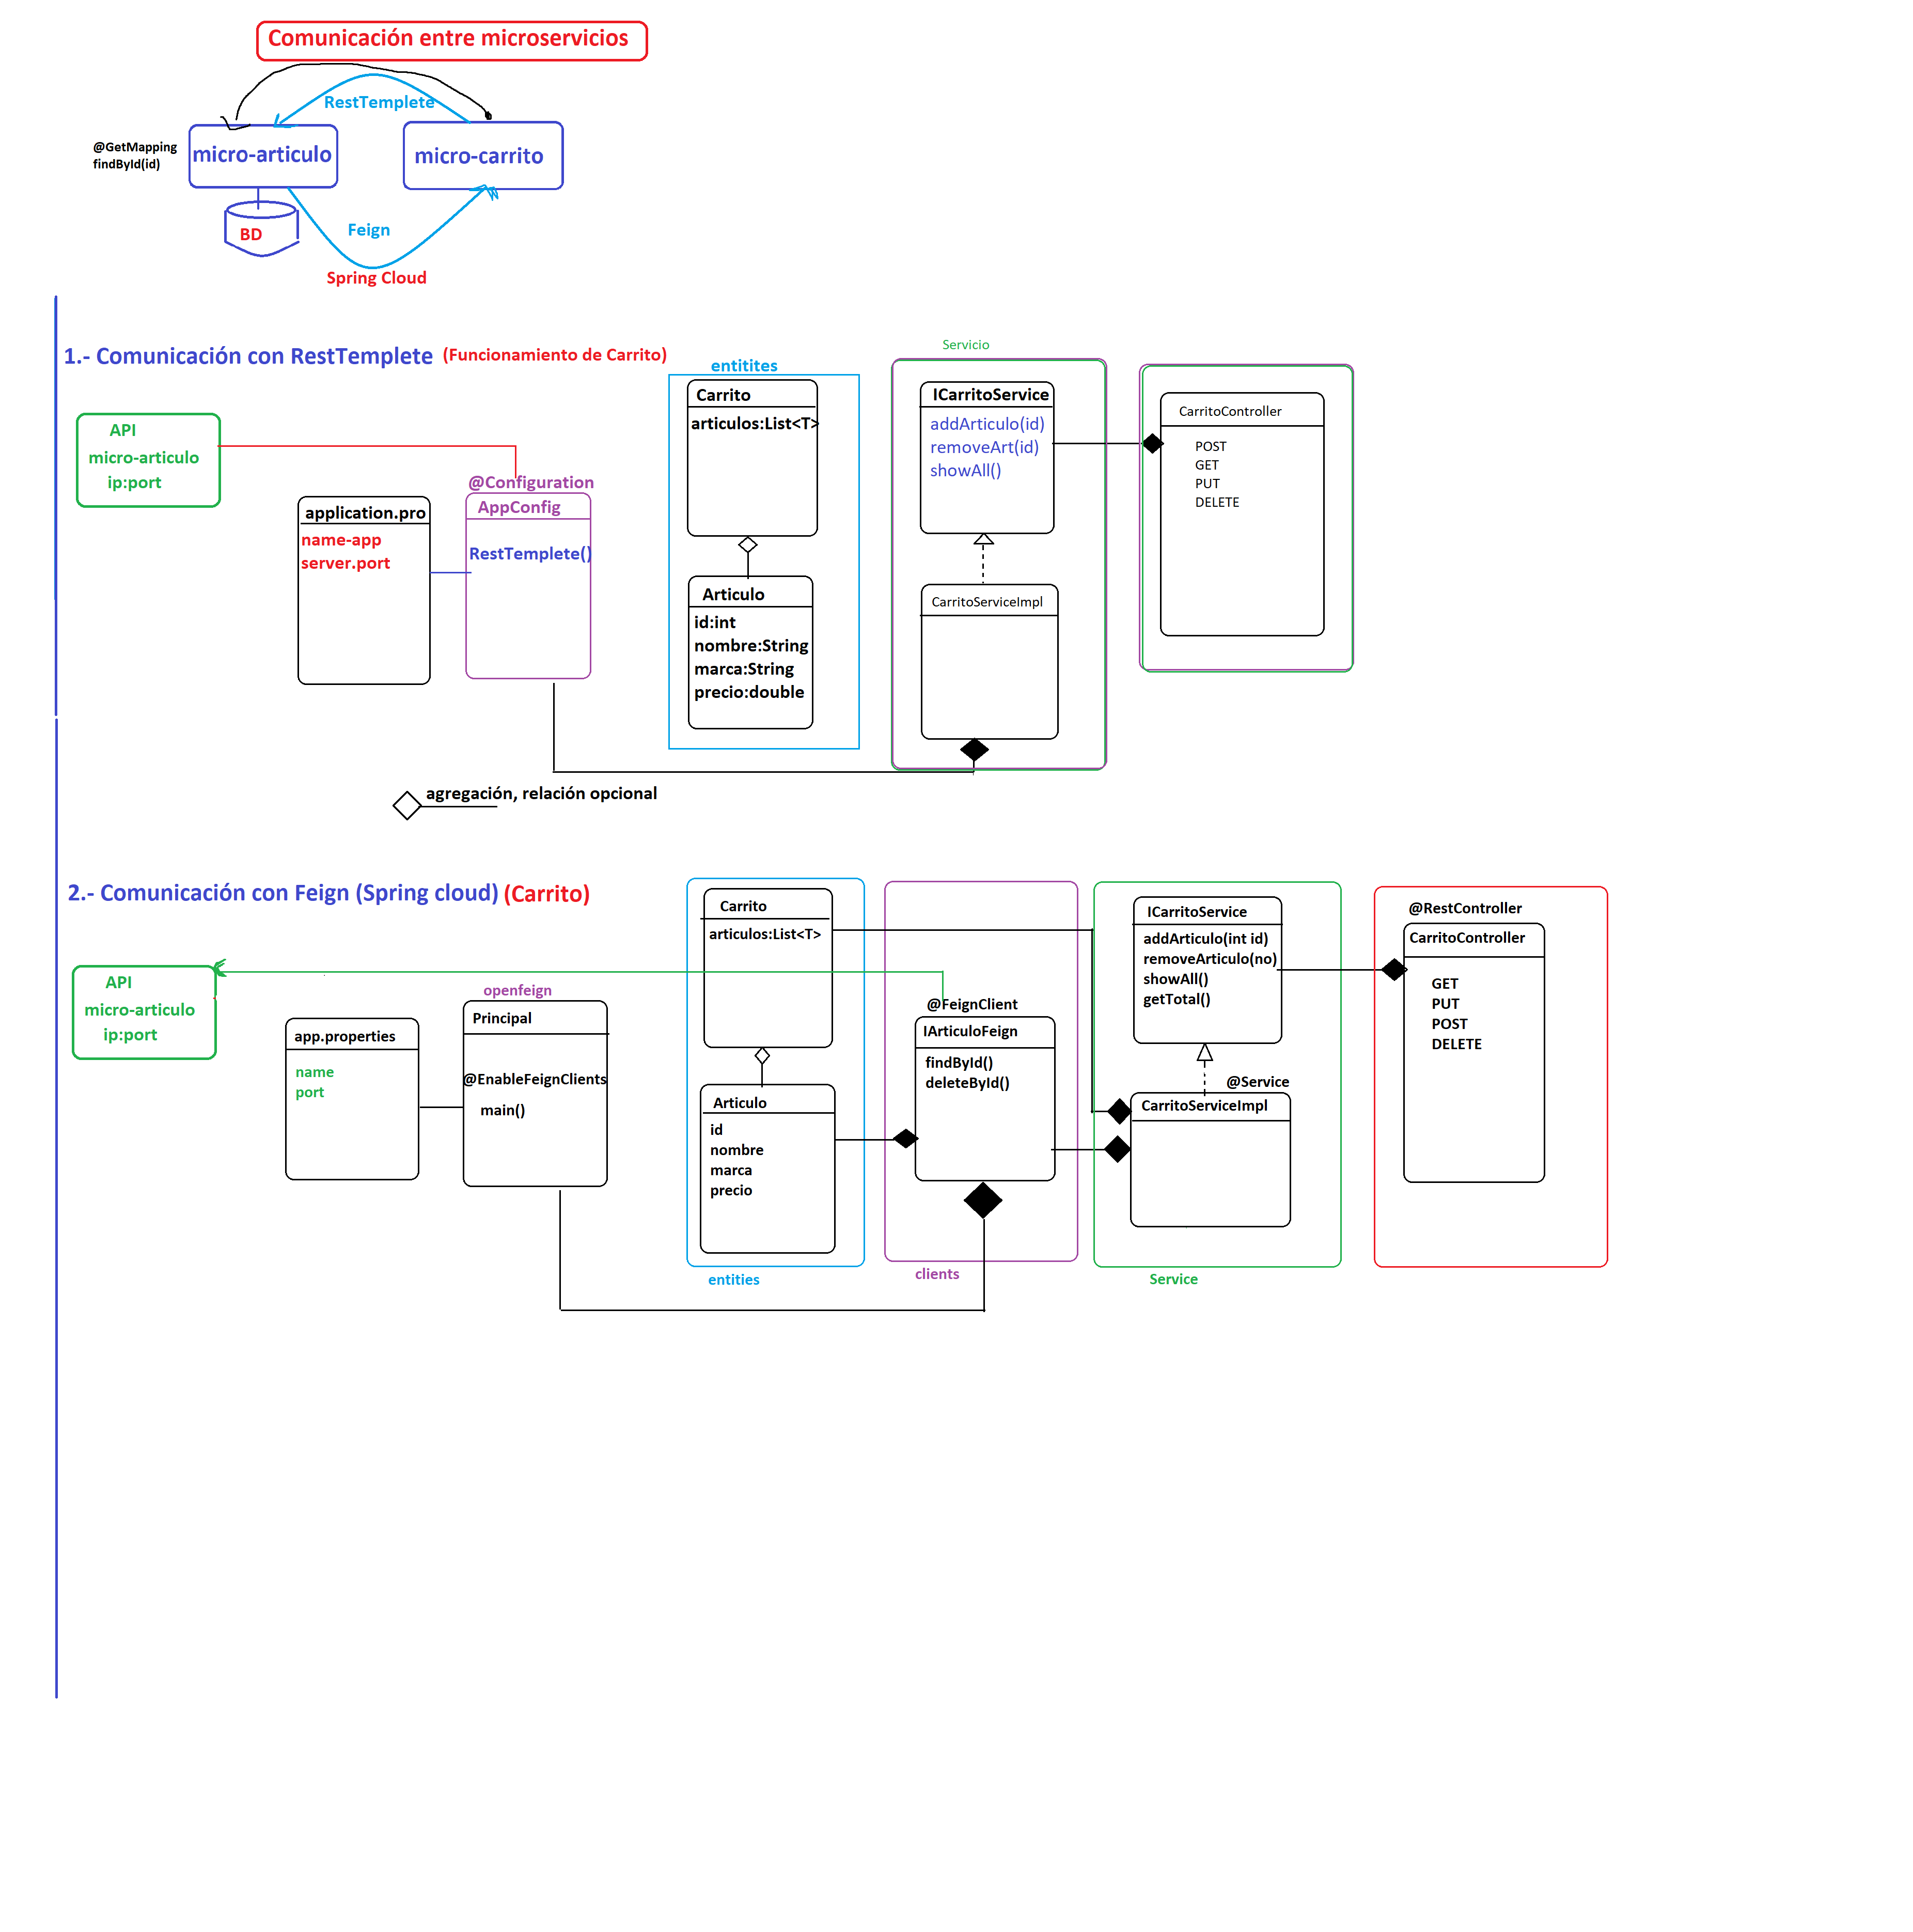 Comunicación entre microservicios
RestTemplete
@GetMapping
findById(id)
micro-articulo
micro-carrito
BD
Feign
Spring Cloud
1.- Comunicación con RestTemplete (Funcionamiento de Carrito)
API
micro-articulo
ip:port
application.pro
name-app
server.port
@Configuration
AppConfig
RestTemplete()
entitites
Carrito
articulos:List<T>
Articulo
id:int
nombre:String
marca:String
precio:double
Servicio
ICarritoService
addArticulo(id)
removeArt(id)
showAll()
CarritoServiceImpl
CarritoController
POST
GET
PUT
DELETE
agregación, relación opcional
2.- Comunicación con Feign (Spring cloud) (Carrito)
API
micro-articulo
ip:port
app.properties
name
port
openfeign
Principal
@EnableFeignClients
main()
Carrito
articulos:List<T>
Articulo
id
nombre
marca
precio
entities
@FeignClient
IArticuloFeign
findById()
deleteById()
clients
ICarritoService
addArticulo(int id)
removeArticulo(no)
showAll()
getTotal()
@Service
CarritoServiceImpl
Service
@RestController
CarritoController
GET
PUT
POST
DELETE